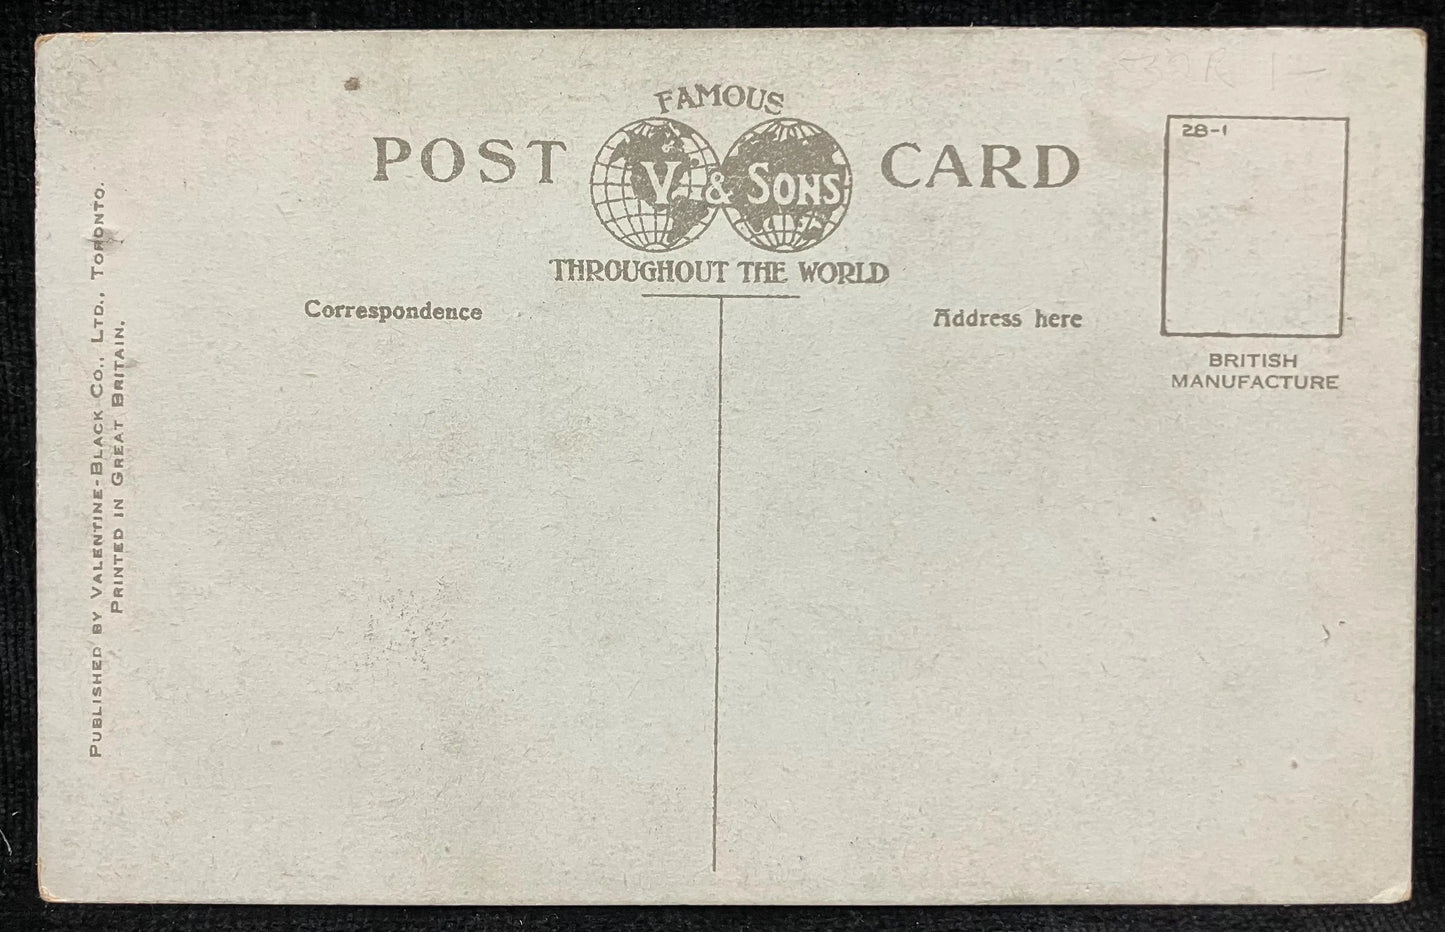 FAMOUS
POST V & SONS CARD
THROUGHOUT THE WORLD
Correspondence
Address here
28-1
BRITISH
MANUFACTURE
PUBLISHED BY VALENTINE-BLACK CO., LTD., TORONTO.
PRINTED IN GREAT BRITAIN.